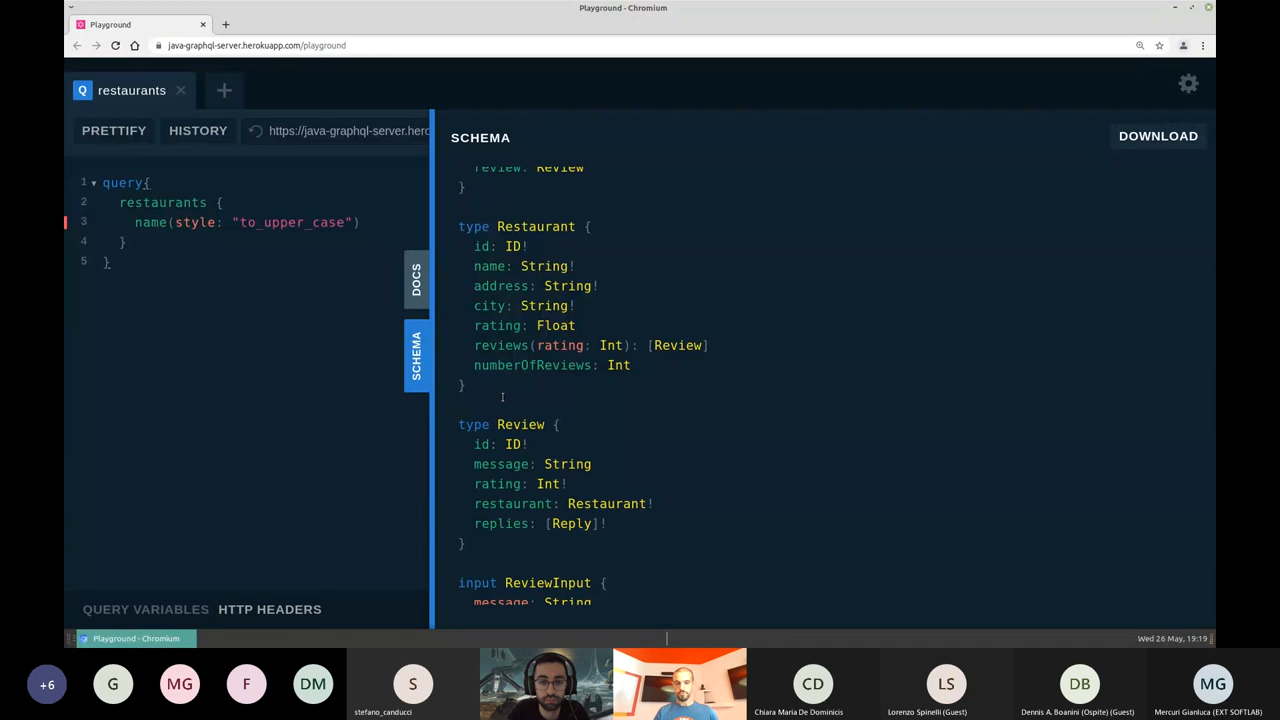 Playground - Chromium
Playground
java-graphql-server.herokuapp.com/playground
Q restaurants
PRETTIFY
HISTORY
https://java-graphql-server.hero
1 query{
2 restaurants {
3 name(style: "to_upper_case")
4 }
5 }
DOCS
SCHEMA
QUERY VARIABLES
HTTP HEADERS
SCHEMA
DOWNLOAD
review: Review
}
type Restaurant {
id: ID!
name: String!
address: String!
city: String!
rating: Float
reviews(rating: Int): [Review]
numberOfReviews: Int
}
type Review {
id: ID!
message: String
rating: Int!
restaurant: Restaurant!
replies: [Reply]!
}
input ReviewInput {
message: String
Playground - Chromium
Wed 26 May, 19:19
+6
G
MG
F
DM
S
CD
LS
DB
MG
stefano_canducci
Chiara Maria De Dominicis
Lorenzo Spinelli (Guest)
Dennis A. Boanini (Ospite) (Guest)
Mercuri Gianluca (EXT SOFTLAB)